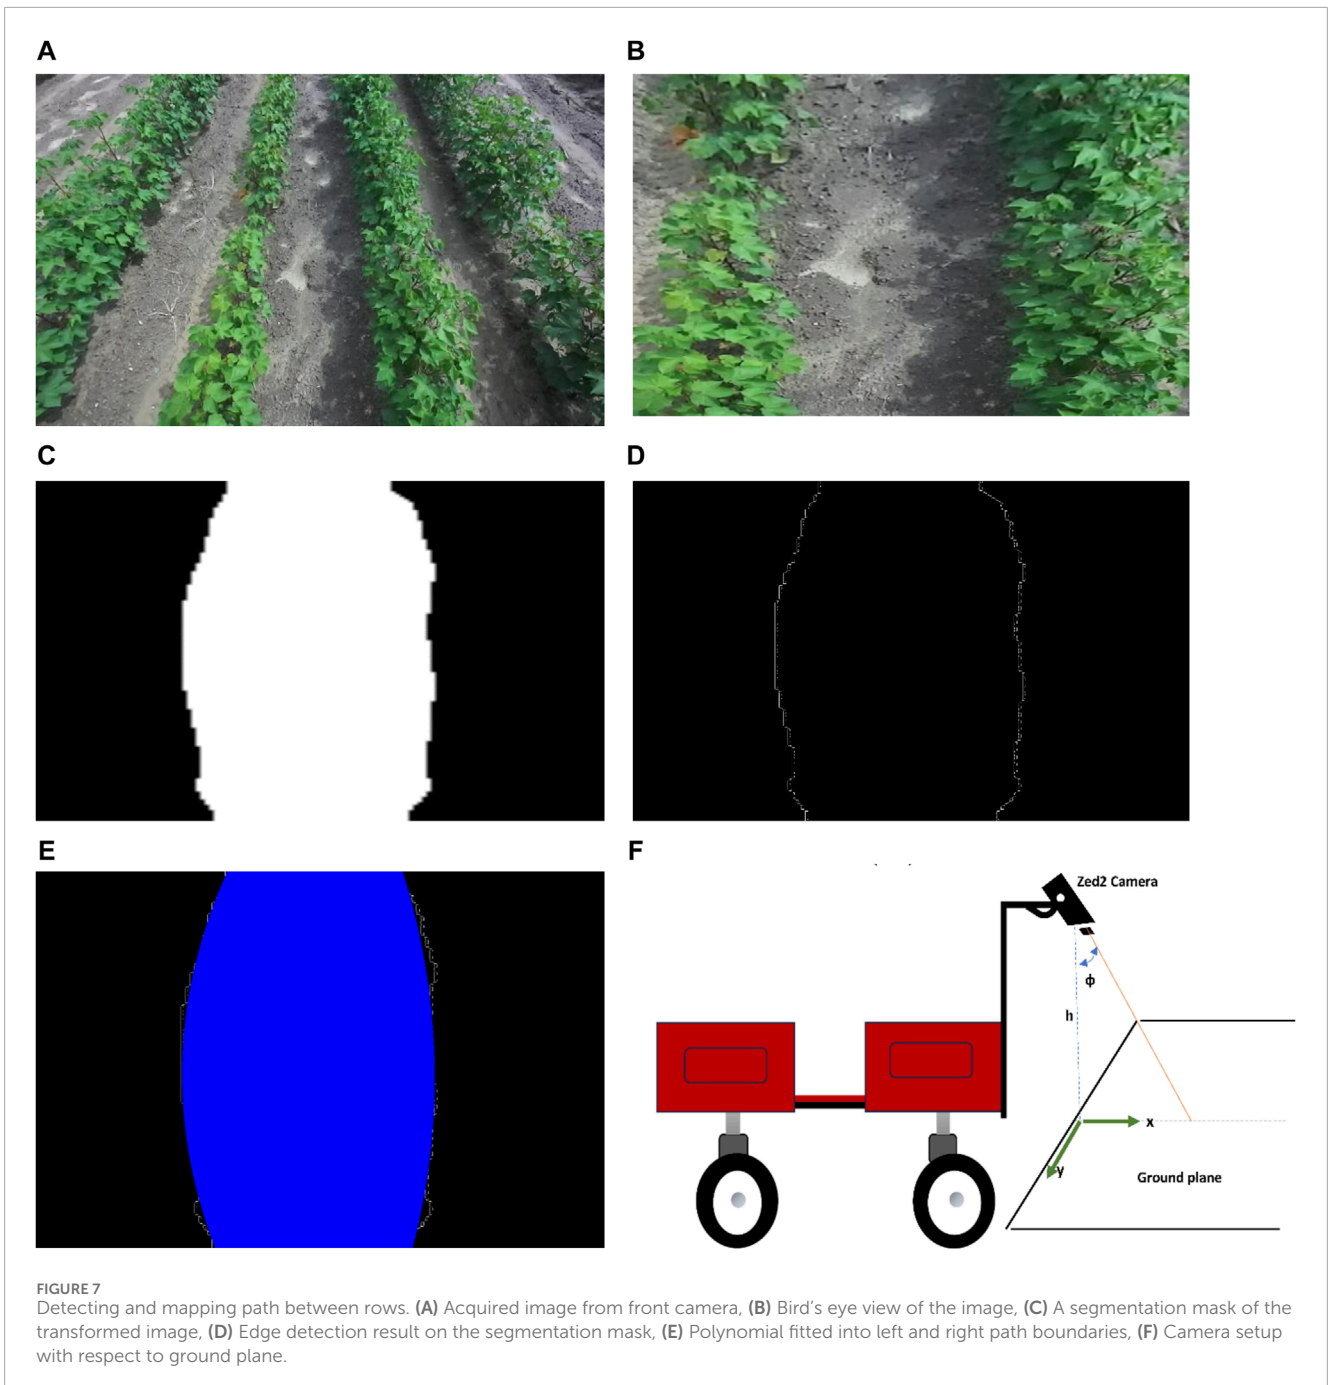 A
B
C
D
E
F
Zed2 Camera
ϕ
h
x
y
Ground plane
FIGURE 7
Detecting and mapping path between rows. (A) Acquired image from front camera, (B) Bird's eye view of the image, (C) A segmentation mask of the
transformed image, (D) Edge detection result on the segmentation mask, (E) Polynomial fitted into left and right path boundaries, (F) Camera setup
with respect to ground plane.